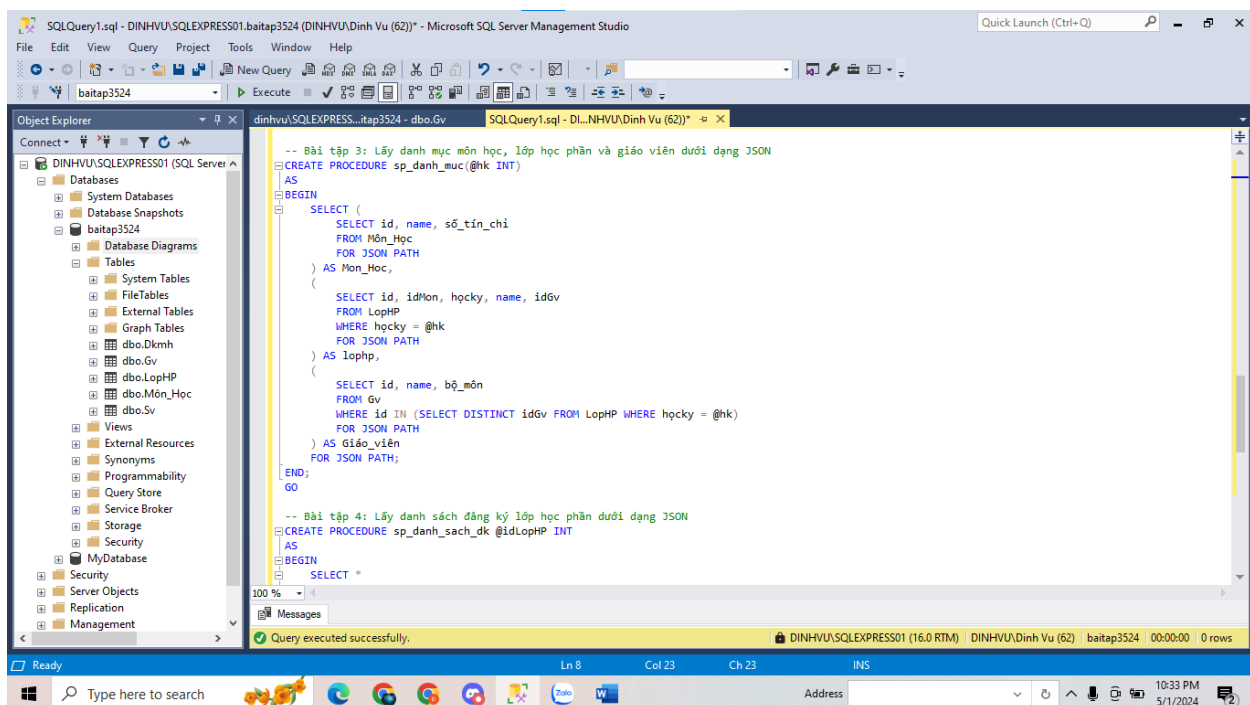 SQLQuery1.sql - DINHVU\SQLEXPRESS01.baitap3524 (DINHVU\Dinh Vu (62))* - Microsoft SQL Server Management Studio
Quick Launch (Ctrl+Q)
File Edit View Query Project Tools Window Help
New Query
baitap3524
Execute
Object Explorer
dinhvu\SQLEXPRESS...itap3524 - dbo.Gv
SQLQuery1.sql - DI...NHVU\Dinh Vu (62))*
Connect
DINHVU\SQLEXPRESS01 (SQL Server
Databases
System Databases
Database Snapshots
baitap3524
Database Diagrams
Tables
System Tables
FileTables
External Tables
Graph Tables
dbo.Dkmh
dbo.Gv
dbo.LopHP
dbo.Môn_Học
dbo.Sv
Views
External Resources
Synonyms
Programmability
Query Store
Service Broker
Storage
Security
MyDatabase
Security
Server Objects
Replication
Management
-- Bài tập 3: Lấy danh mục môn học, lớp học phần và giáo viên dưới dạng JSON
CREATE PROCEDURE sp_danh_muc(@hk INT)
AS
BEGIN
SELECT (
SELECT id, name, số_tín_chỉ
FROM Môn_Học
FOR JSON PATH
) AS Mon_Hoc,
(
SELECT id, idMon, họcky, name, idGv
FROM LopHP
WHERE họcky = @hk
FOR JSON PATH
) AS lophp,
(
SELECT id, name, bộ_môn
FROM Gv
WHERE id IN (SELECT DISTINCT idGv FROM LopHP WHERE họcky = @hk)
FOR JSON PATH
) AS Giáo_viên
FOR JSON PATH;
END;
GO
-- Bài tập 4: Lấy danh sách đăng ký lớp học phần dưới dạng JSON
CREATE PROCEDURE sp_danh_sach_dk @idLopHP INT
AS
BEGIN
SELECT *
100 %
Messages
Query executed successfully.
DINHVU\SQLEXPRESS01 (16.0 RTM) DINHVU\Dinh Vu (62) baitap3524 00:00:00 0 rows
Ready
Ln 8 Col 23 Ch 23 INS
Type here to search
Zalo
Address
10:33 PM
5/1/2024
2